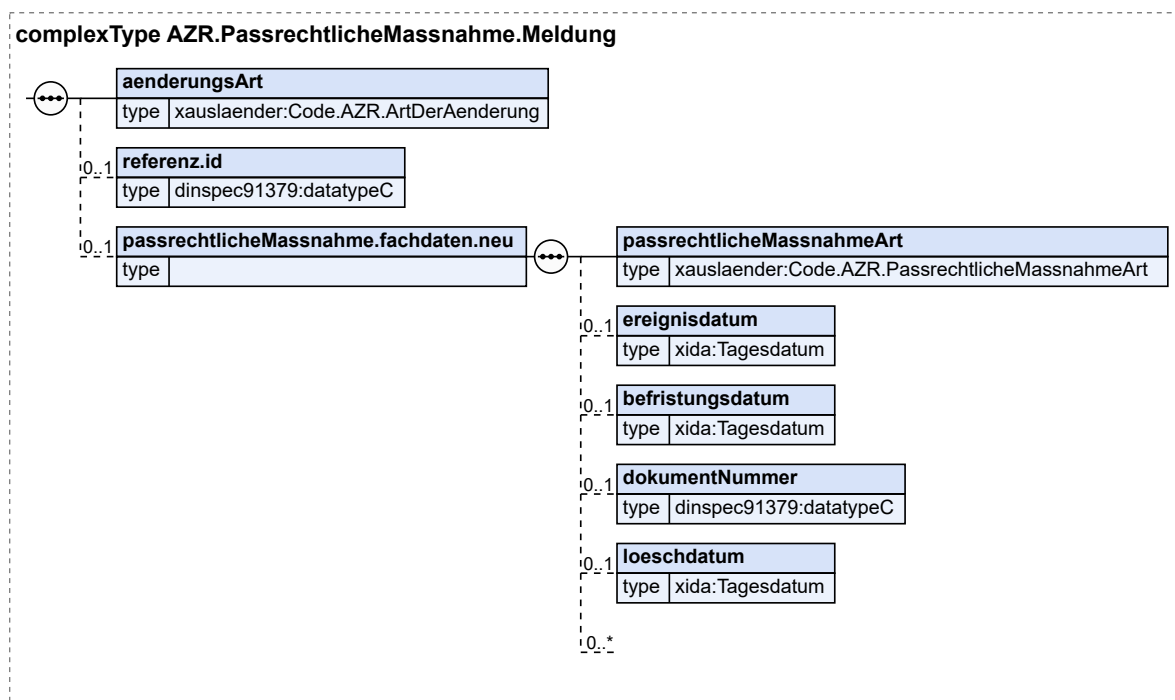 complexType AZR.PassrechtlicheMassnahme.Meldung
aenderungsArt
type xauslaender:Code.AZR.ArtDerAenderung
0..1 referenz.id
type dinspec91379:datatypeC
0..1 passrechtlicheMassnahme.fachdaten.neu
type
passrechtlicheMassnahmeArt
type xauslaender:Code.AZR.PassrechtlicheMassnahmeArt
0..1 ereignisdatum
type xida:Tagesdatum
0..1 befristungsdatum
type xida:Tagesdatum
0..1 dokumentNummer
type dinspec91379:datatypeC
0..1 loeschdatum
type xida:Tagesdatum
0..*